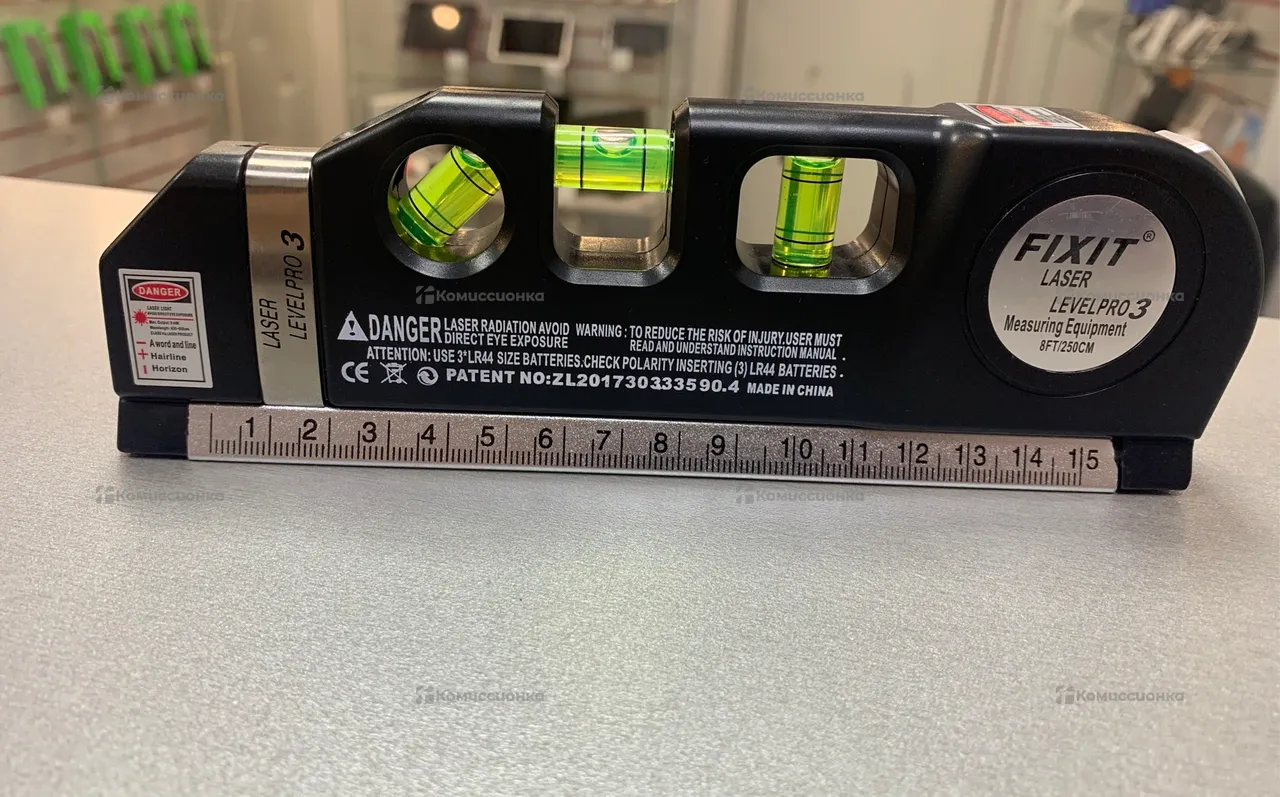 DANGER
LASER LIGHT
A word and line
Hairline
Horizon
LASER
LEVELPRO 3
DANGER LASER RADIATION AVOID WARNING : TO REDUCE THE RISK OF INJURY.USER MUST
DIRECT EYE EXPOSURE READ AND UNDERSTAND INSTRUCTION MANUAL .
ATTENTION: USE 3*LR44 SIZE BATTERIES.CHECK POLARITY INSERTING (3) LR44 BATTERIES .
CE PATENT NO:ZL201730333590.4 MADE IN CHINA
FIXIT®
LASER
LEVELPRO3
Measuring Equipment
8FT/250CM
1 2 3 4 5 6 7 8 9 10 11 12 13 14 15
Комиссионка
Комиссионка
Комиссионка
Комиссионка
Комиссионка
Комиссионка
Комиссионка
Комиссионка